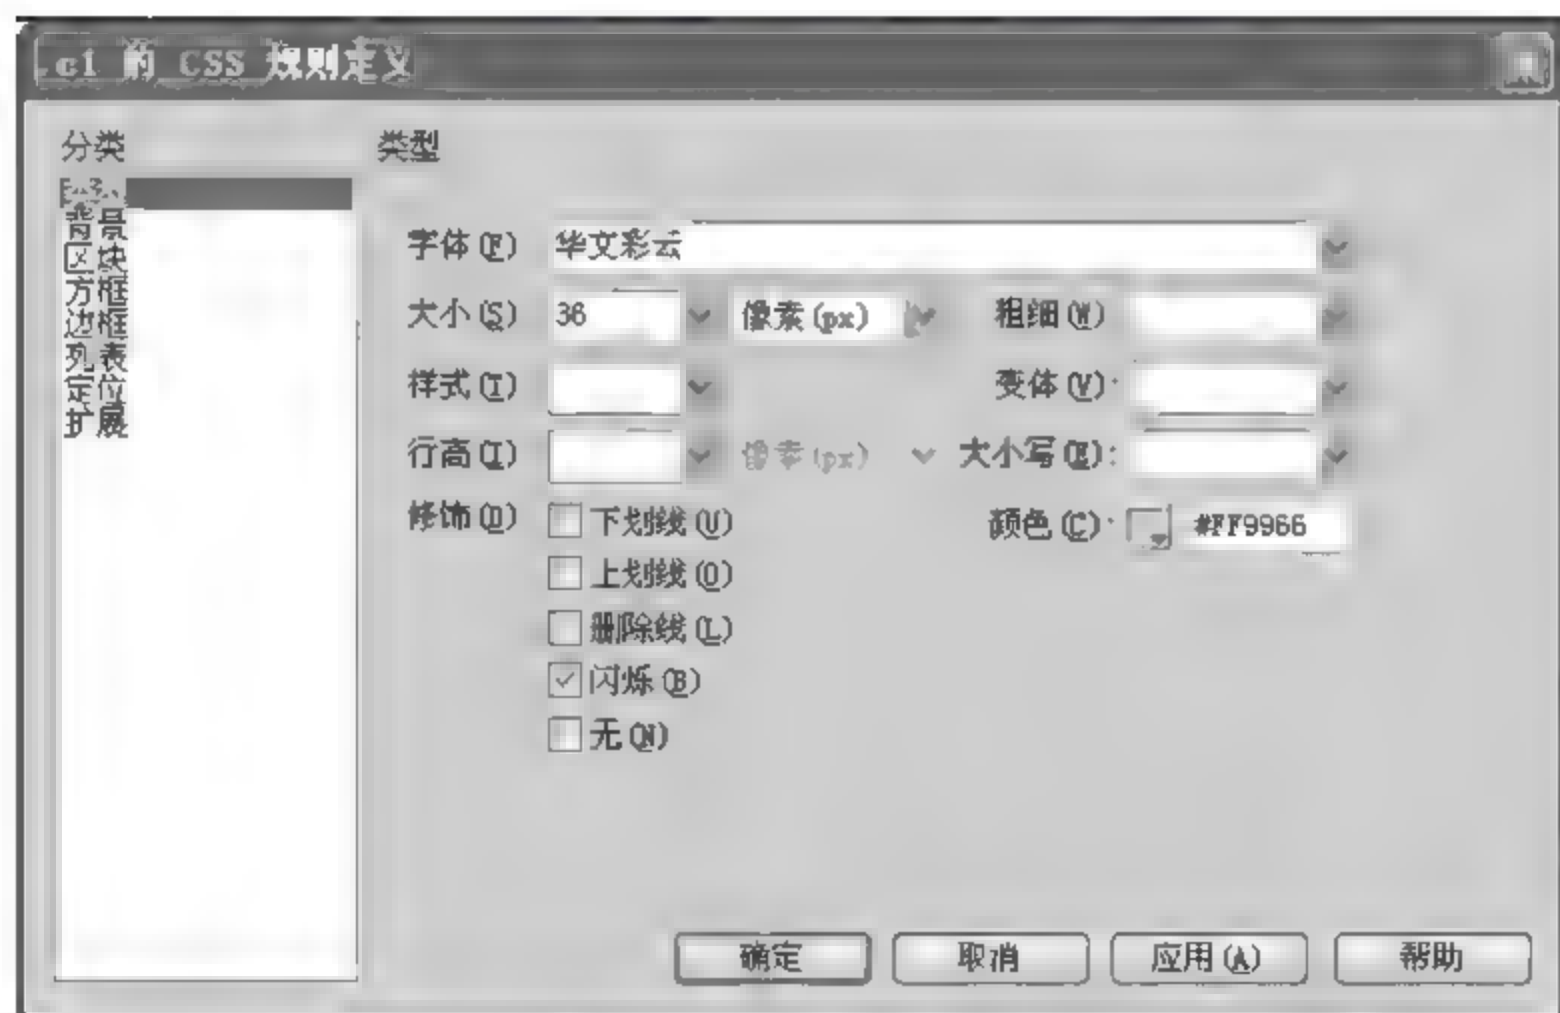 .c1 的 CSS 规则定义
分类
类型
背景
区块
方框
边框
列表
定位
扩展
字体(F)
华文彩云
大小(S)
36
像素(px)
粗细(W)
样式(T)
变体(V):
行高(I)
像素(px)
大小写(E):
修饰(D)
下划线(U)
颜色(C):
#FF9966
上划线(O)
删除线(L)
闪烁(B)
无(N)
确定
取消
应用(A)
帮助